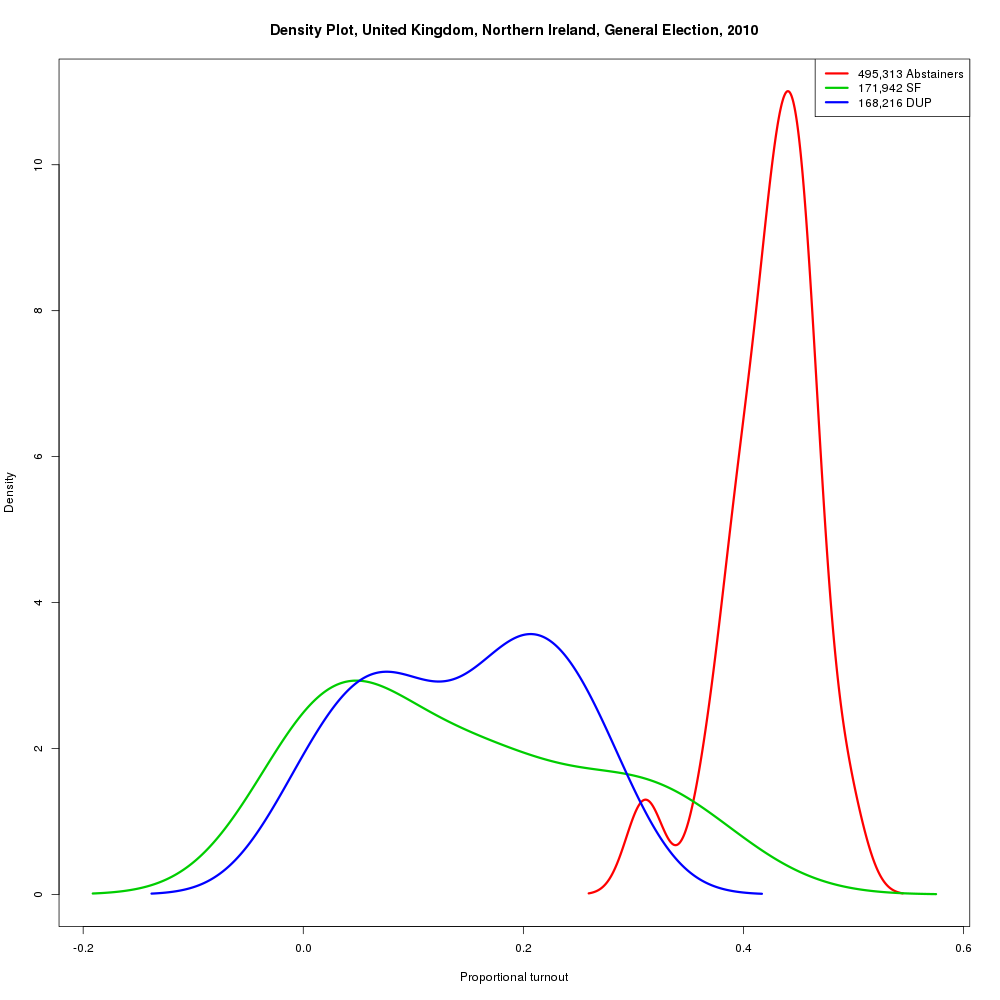 Density Plot, United Kingdom, Northern Ireland, General Election, 2010
495,313 Abstainers
171,942 SF
168,216 DUP
10
8
6
4
2
0
Density
-0.2 0.0 0.2 0.4 0.6
Proportional turnout